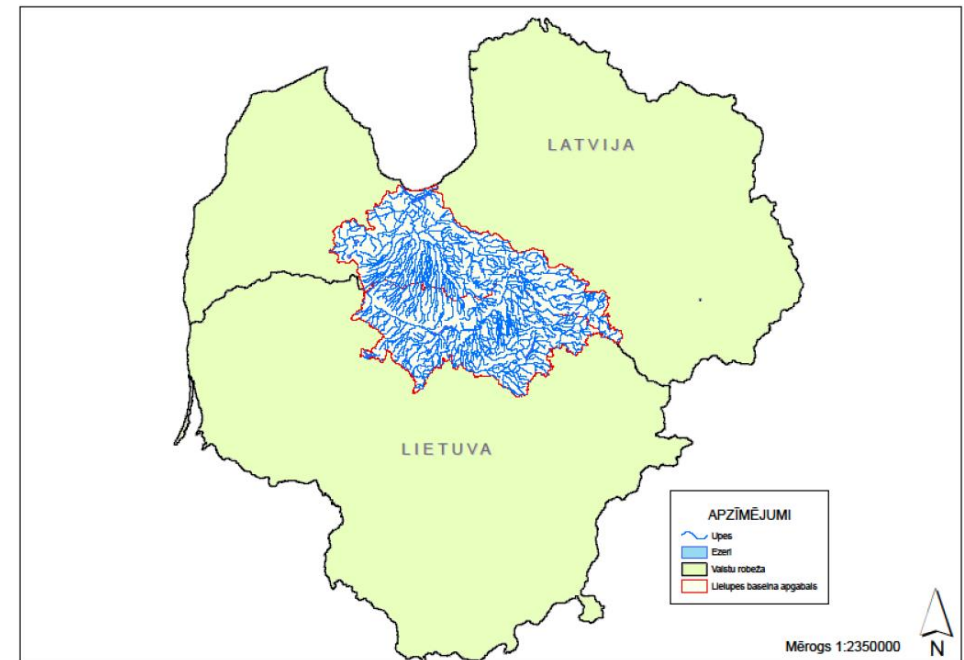 LATVIJA
LIETUVA
APZĪMĒJUMI
Upes
Ezeri
Valstu robeža
Lielupes baseina apgabals
Mērogs 1:2350000
N